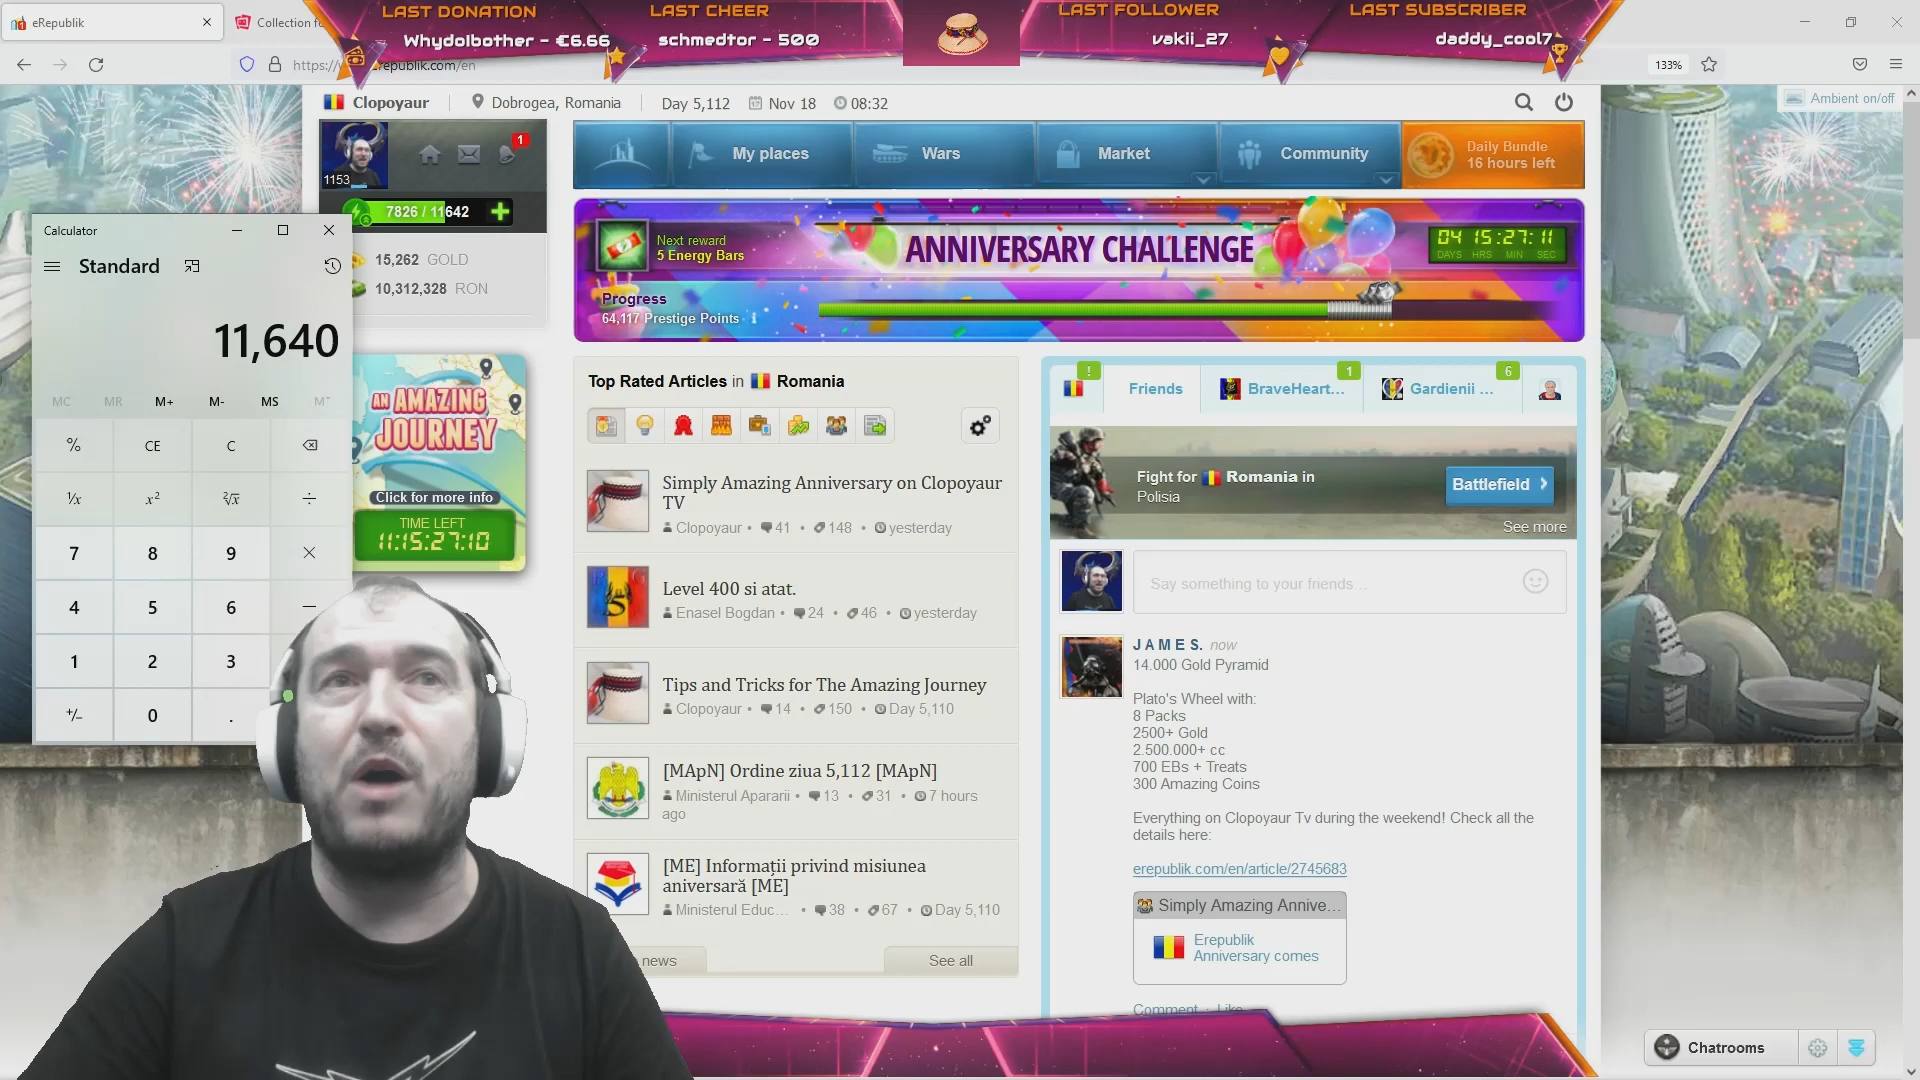 LAST DONATION
Whydolbother - €6.66
LAST CHEER
schmedtor - 500
LAST FOLLOWER
vakii_27
LAST SUBSCRIBER
daddy_cool7
eRepublik
Collection fo
https://
erepublik.com/en
133%
Ambient on/off
Clopoyaur
Dobrogea, Romania
Day 5,112
Nov 18
08:32
1153
1
7826 / 11642
15,262 GOLD
10,312,328 RON
My places
Wars
Market
Community
Daily Bundle
16 hours left
Next reward
5 Energy Bars
ANNIVERSARY CHALLENGE
04 15:27:11
DAYS HRS MIN SEC
Progress
64,117 Prestige Points
Calculator
Standard
11,640
MC MR M+ M- MS
% CE C
1/x x² ²√x ÷
7 8 9 ×
4 5 6 −
1 2 3
+/− 0 .
AN AMAZING
JOURNEY
Click for more info
TIME LEFT
11:15:27:10
Top Rated Articles in Romania
Simply Amazing Anniversary on Clopoyaur
TV
Clopoyaur • 41 • 148 • yesterday
Level 400 si atat.
Enasel Bogdan • 24 • 46 • yesterday
Tips and Tricks for The Amazing Journey
Clopoyaur • 14 • 150 • Day 5,110
[MApN] Ordine ziua 5,112 [MApN]
Ministerul Apararii • 13 • 31 • 7 hours
ago
[ME] Informații privind misiunea
aniversară [ME]
Ministerul Educ... • 38 • 67 • Day 5,110
news
See all
!
Friends
BraveHeart...
1
Gardienii ...
6
Fight for Romania in
Polisia
Battlefield
See more
Say something to your friends...
J A M E S. now
14.000 Gold Pyramid
Plato's Wheel with:
8 Packs
2500+ Gold
2.500.000+ cc
700 EBs + Treats
300 Amazing Coins
Everything on Clopoyaur Tv during the weekend! Check all the
details here:
erepublik.com/en/article/2745683
Simply Amazing Annive...
Erepublik
Anniversary comes
Comment · Like
Chatrooms